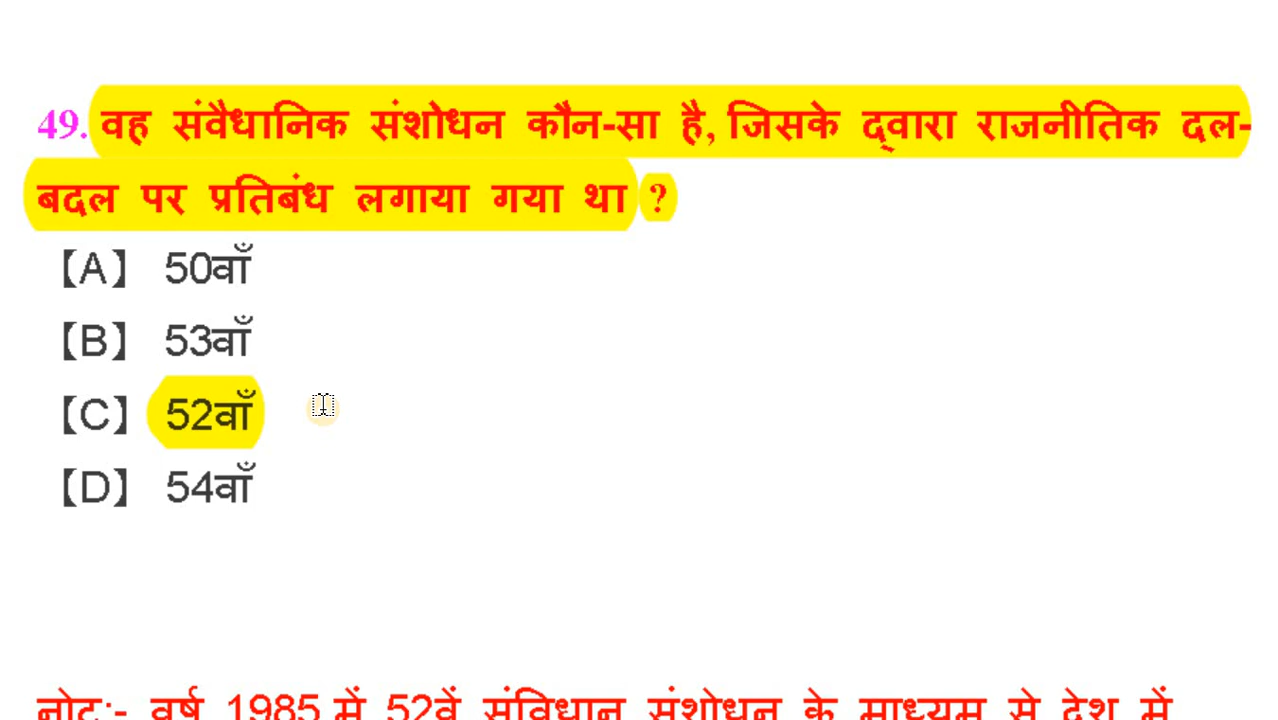 49. वह संवैधानिक संशोधन कौन-सा है, जिसके द्वारा राजनीतिक दल-
बदल पर प्रतिबंध लगाया गया था ?
【A】 50वाँ
【B】 53वाँ
【C】 52वाँ
【D】 54वाँ
नोट:- वर्ष 1985 में 52वें संविधान संशोधन के माध्यम से देश में